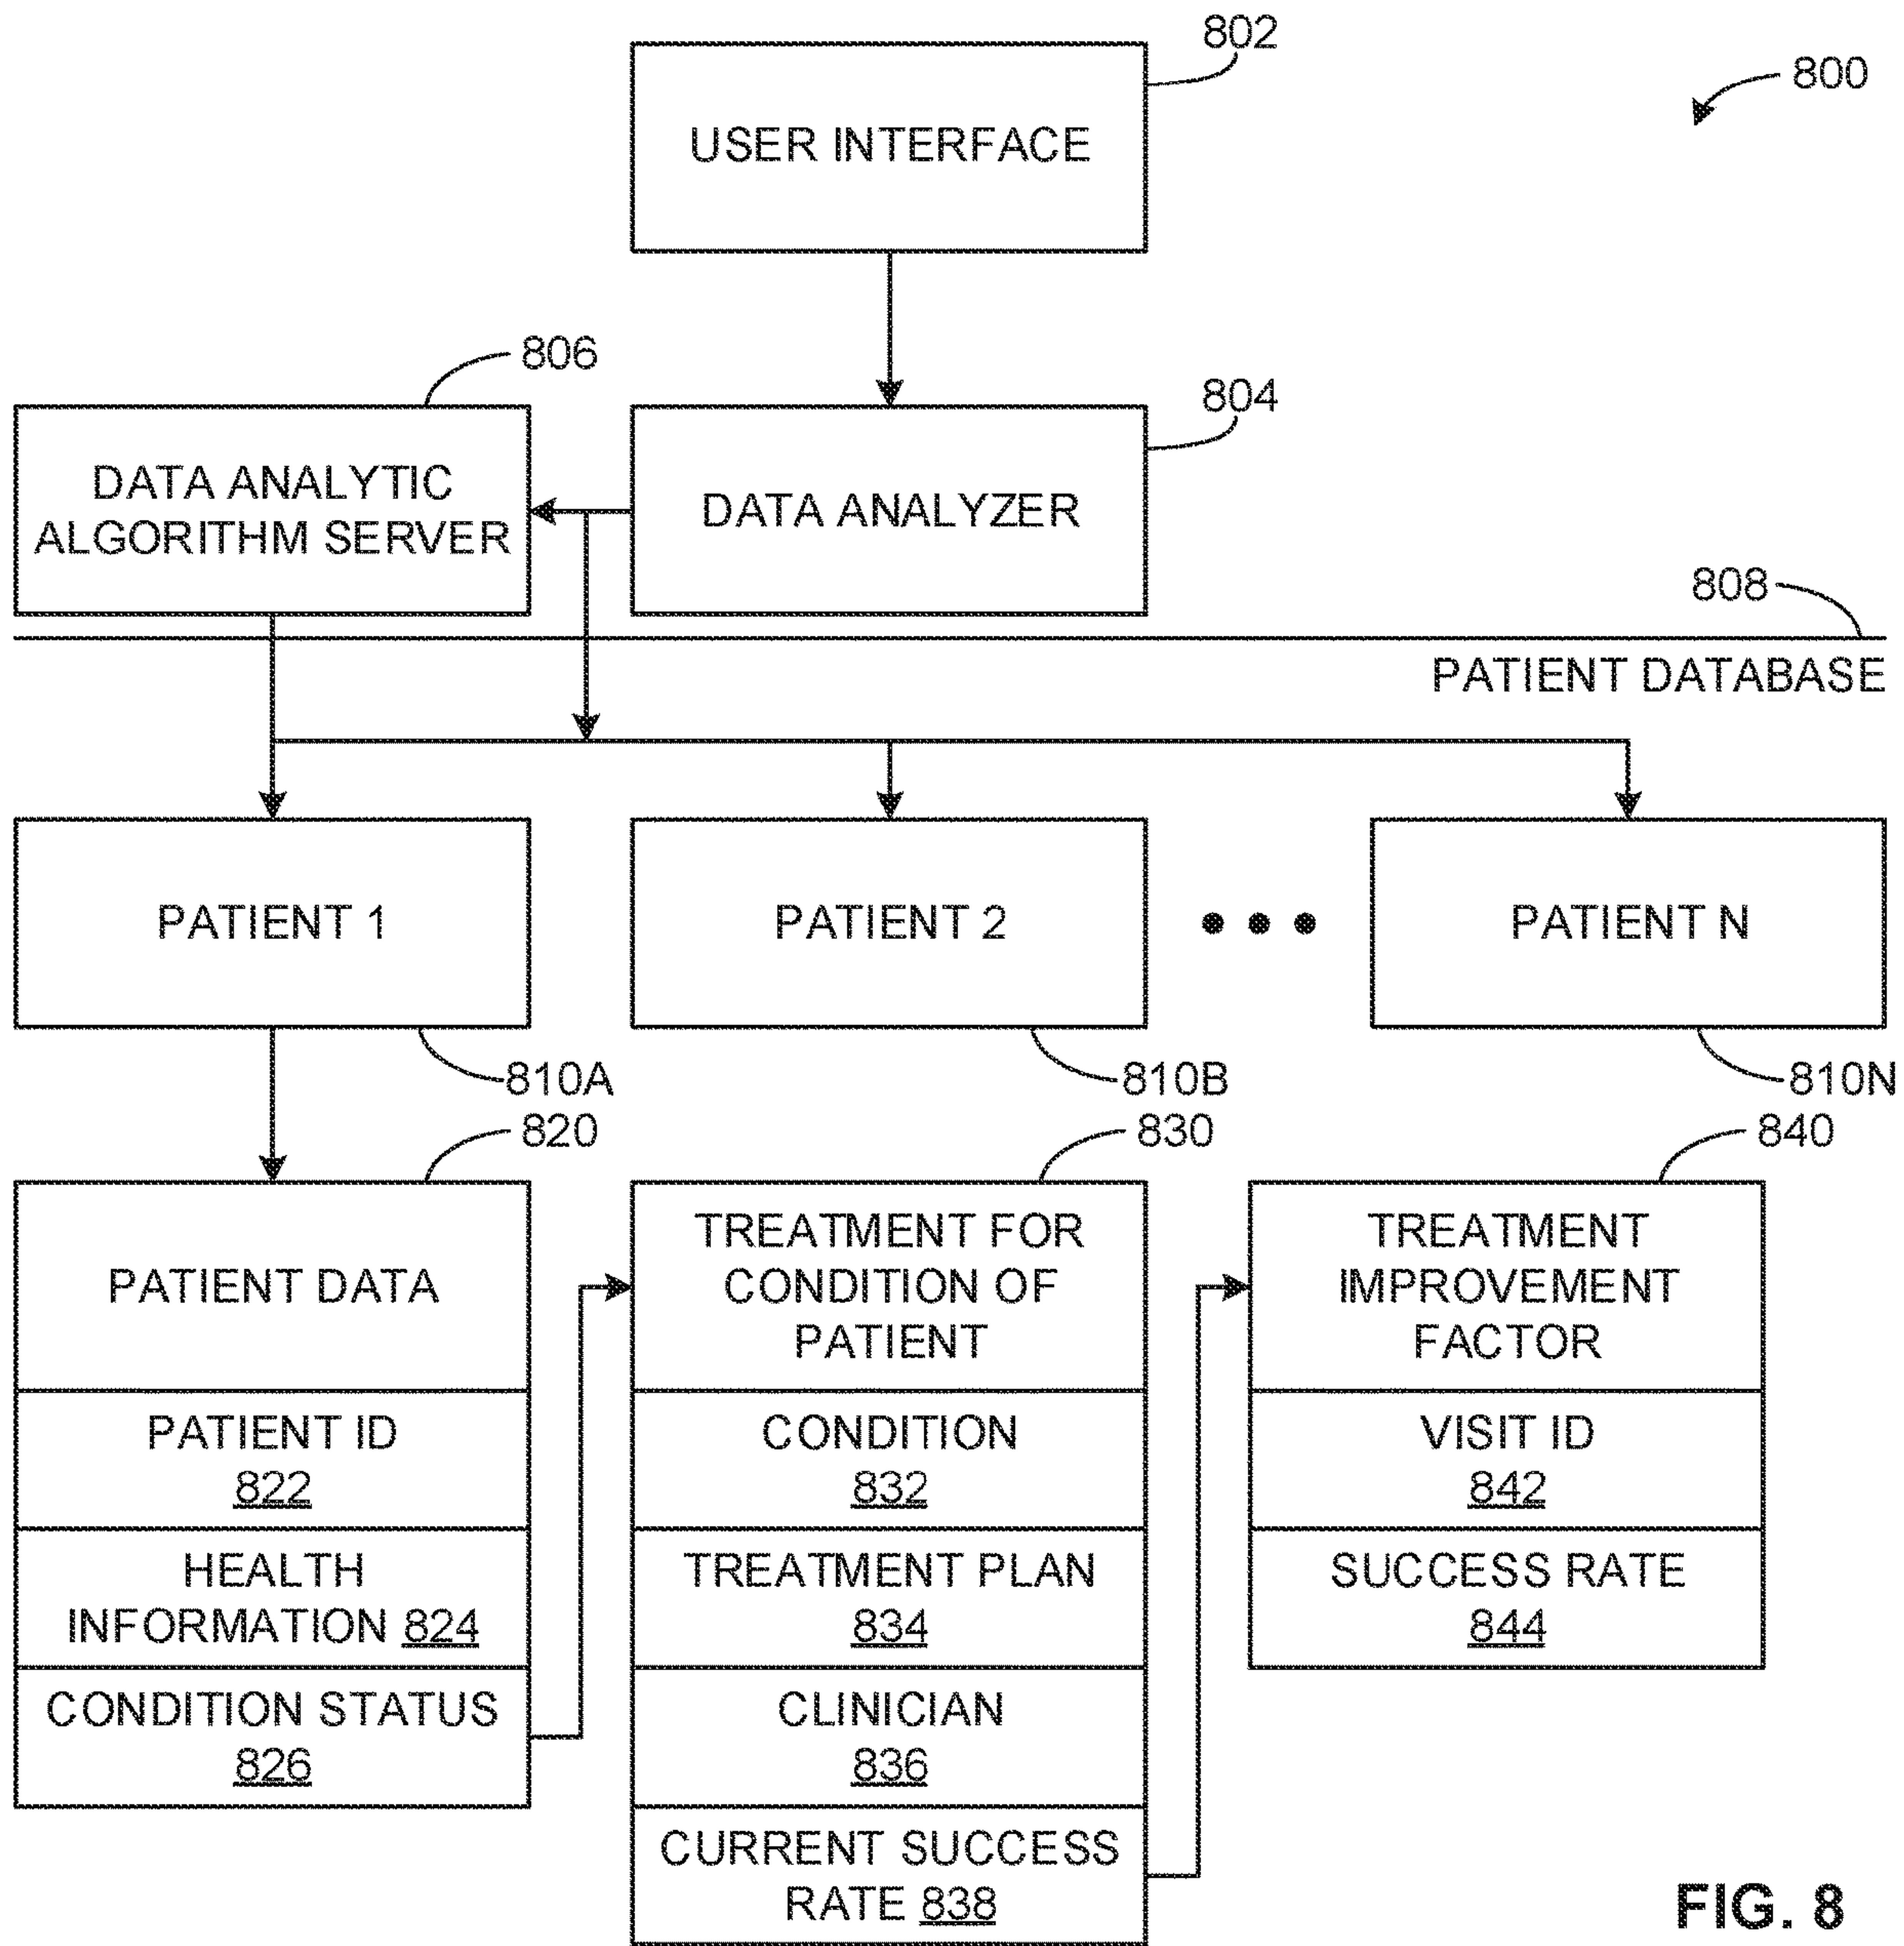 802
800
USER INTERFACE
806
804
DATA ANALYTIC
ALGORITHM SERVER
DATA ANALYZER
808
PATIENT DATABASE
PATIENT 1
PATIENT 2
PATIENT N
810A
810B
810N
820
830
840
PATIENT DATA
TREATMENT FOR
CONDITION OF
PATIENT
TREATMENT
IMPROVEMENT
FACTOR
PATIENT ID
822
CONDITION
832
VISIT ID
842
HEALTH
INFORMATION 824
TREATMENT PLAN
834
SUCCESS RATE
844
CONDITION STATUS
826
CLINICIAN
836
CURRENT SUCCESS
RATE 838
FIG. 8